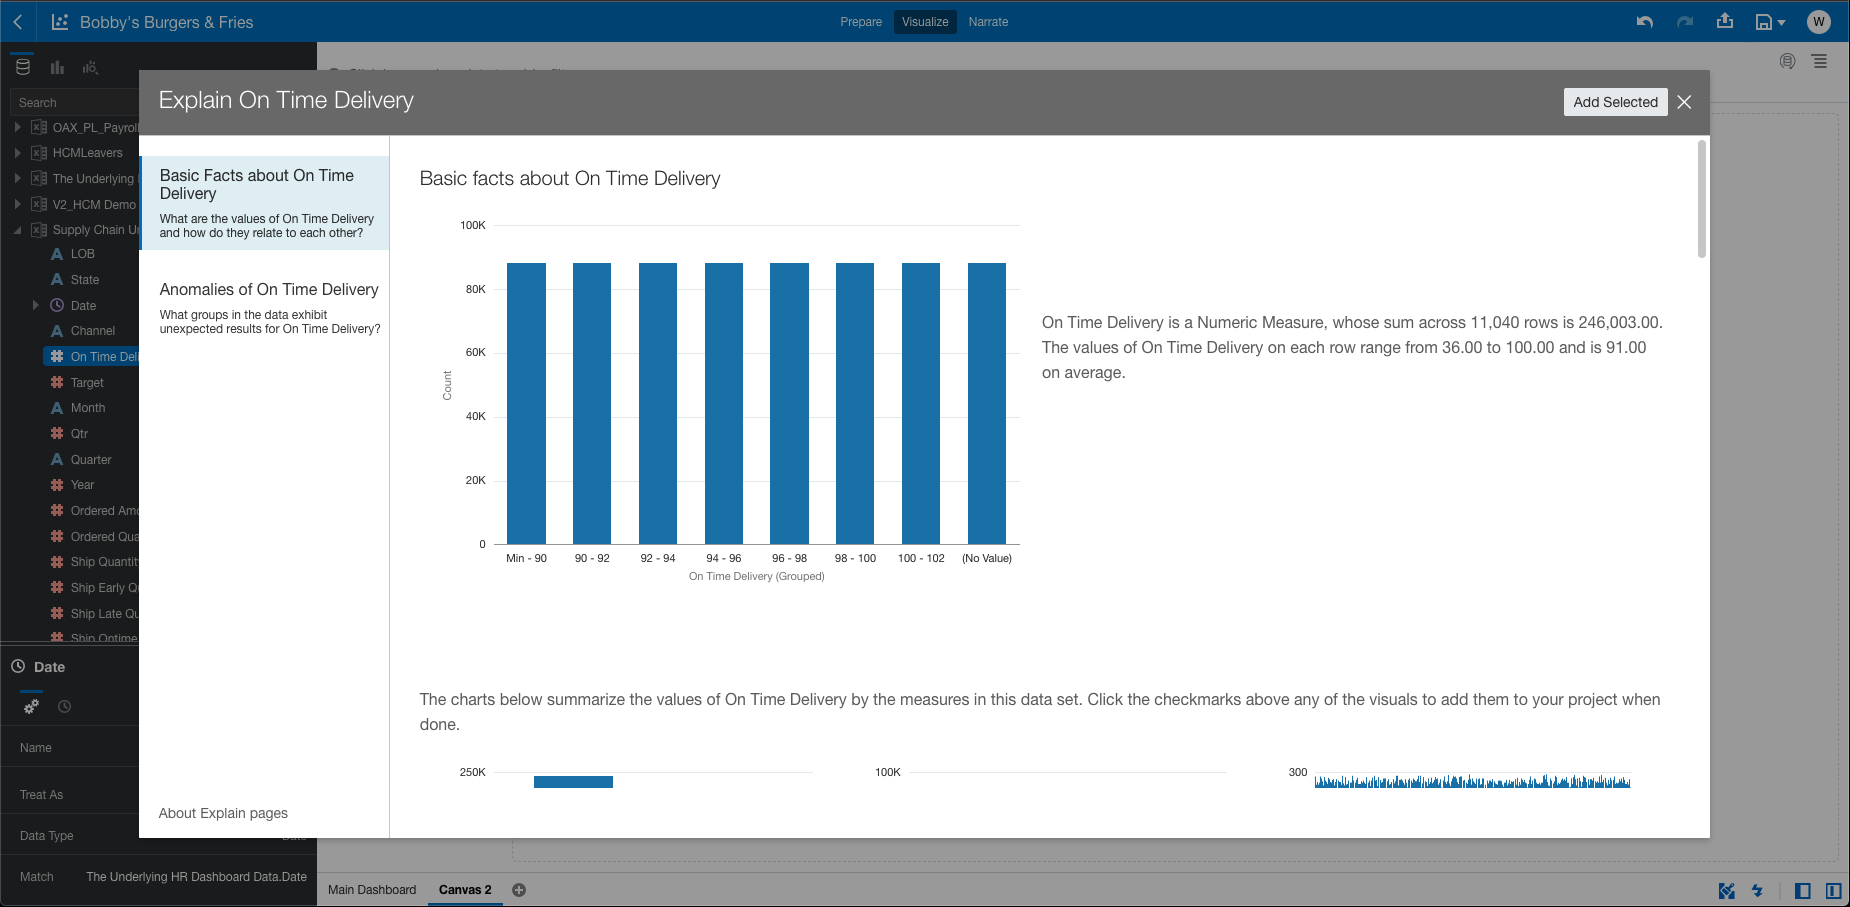 Bobby's Burgers & Fries
Prepare
Visualize
Narrate
W
Search
OAX_PL_Payroll
HCMLeavers
The Underlying
V2_HCM Demo
Supply Chain
LOB
State
Date
Channel
On Time Deli
Target
Month
Qtr
Quarter
Year
Ordered
Ordered
Ship Quantity
Ship Early
Ship Late
Ship Ontime
Date
Name
Treat As
Data Type
Match
The Underlying HR Dashboard Data.Date
Explain On Time Delivery
Add Selected
Basic Facts about On Time
Delivery
What are the values of On Time Delivery
and how do they relate to each other?
Anomalies of On Time Delivery
What groups in the data exhibit
unexpected results for On Time Delivery?
About Explain pages
Basic facts about On Time Delivery
100K
80K
60K
40K
20K
0
Count
Min - 90
90 - 92
92 - 94
94 - 96
96 - 98
98 - 100
100 - 102
(No Value)
On Time Delivery (Grouped)
On Time Delivery is a Numeric Measure, whose sum across 11,040 rows is 246,003.00.
The values of On Time Delivery on each row range from 36.00 to 100.00 and is 91.00
on average.
The charts below summarize the values of On Time Delivery by the measures in this data set. Click the checkmarks above any of the visuals to add them to your project when
done.
250K
100K
300
Main Dashboard
Canvas 2